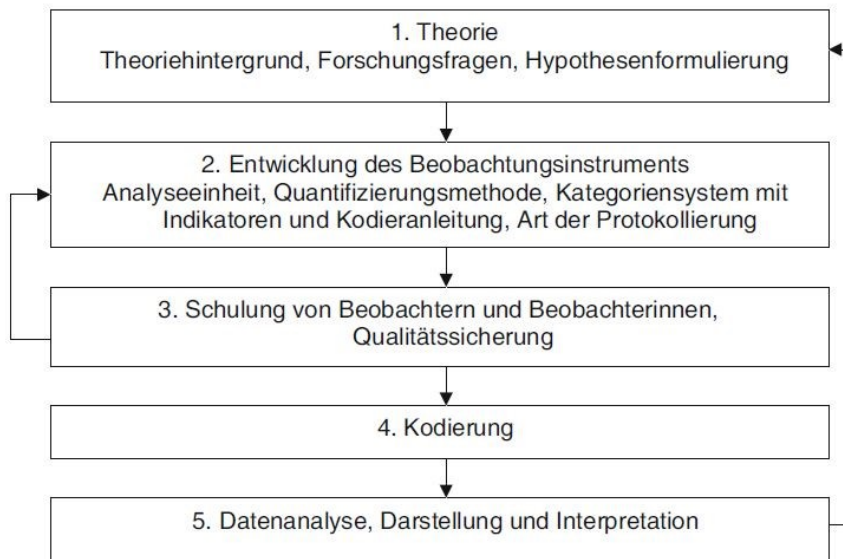 1. Theorie
Theoriehintergrund, Forschungsfragen, Hypothesenformulierung
2. Entwicklung des Beobachtungsinstruments
Analyseeinheit, Quantifizierungsmethode, Kategoriensystem mit
Indikatoren und Kodieranleitung, Art der Protokollierung
3. Schulung von Beobachtern und Beobachterinnen,
Qualitätssicherung
4. Kodierung
5. Datenanalyse, Darstellung und Interpretation